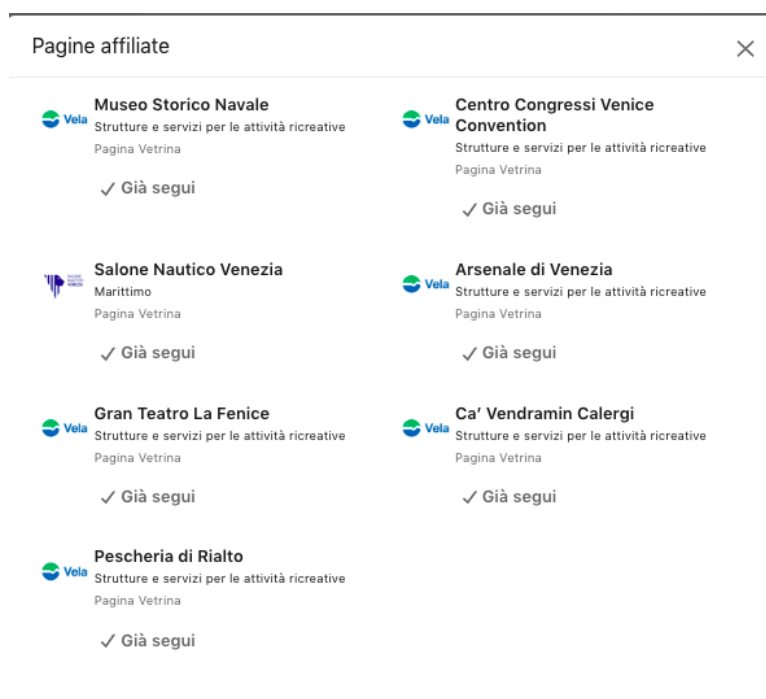 Pagine affiliate
Vela
Museo Storico Navale
Strutture e servizi per le attività ricreative
Pagina Vetrina
Già segui
Vela
Centro Congressi Venice
Convention
Strutture e servizi per le attività ricreative
Pagina Vetrina
Già segui
SALONE
NAUTICO
VENEZIA
Salone Nautico Venezia
Marittimo
Pagina Vetrina
Già segui
Vela
Arsenale di Venezia
Strutture e servizi per le attività ricreative
Pagina Vetrina
Già segui
Vela
Gran Teatro La Fenice
Strutture e servizi per le attività ricreative
Pagina Vetrina
Già segui
Vela
Ca’ Vendramin Calergi
Strutture e servizi per le attività ricreative
Pagina Vetrina
Già segui
Vela
Pescheria di Rialto
Strutture e servizi per le attività ricreative
Pagina Vetrina
Già segui